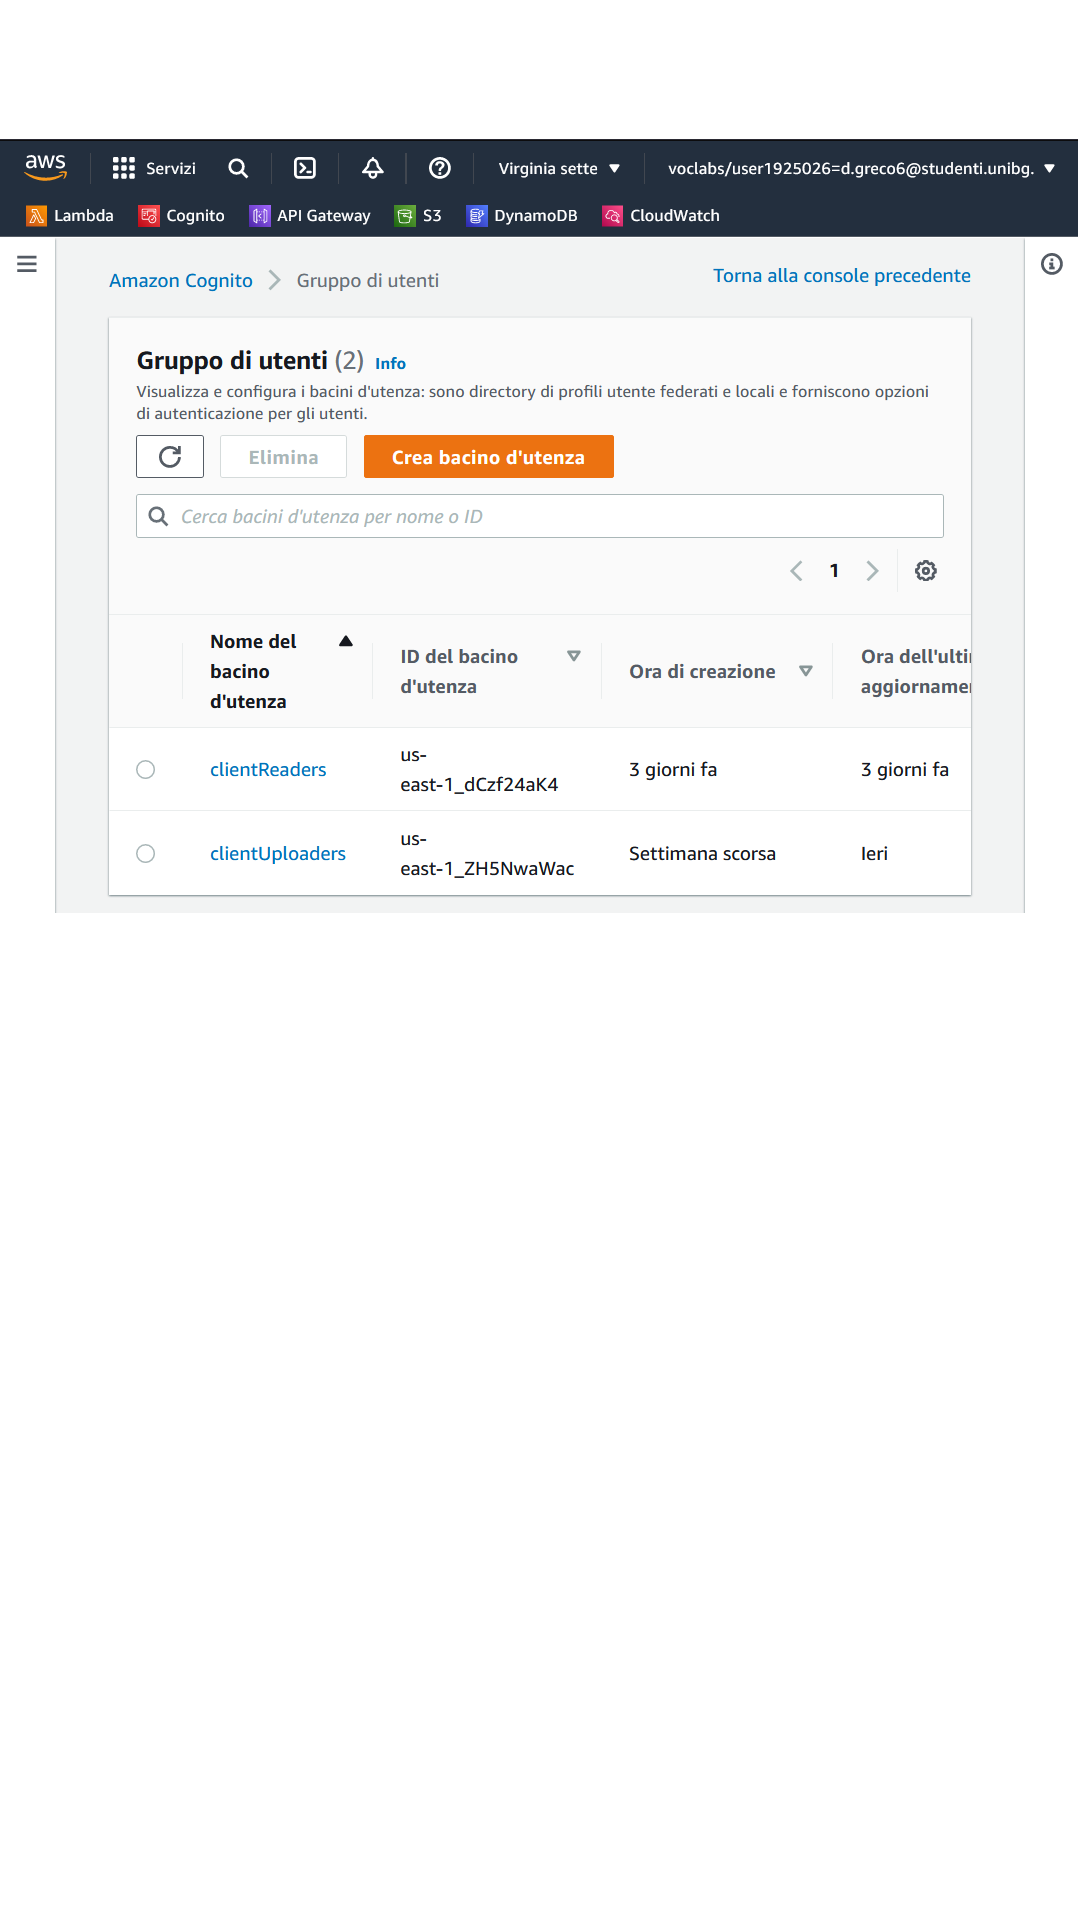 aws Servizi Virginia sette voclabs/user1925026=d.greco6@studenti.unibg.
Lambda Cognito API Gateway S3 DynamoDB CloudWatch
Amazon Cognito Gruppo di utenti Torna alla console precedente
Gruppo di utenti (2) Info
Visualizza e configura i bacini d'utenza: sono directory di profili utente federati e locali e forniscono opzioni
di autenticazione per gli utenti.
Elimina Crea bacino d'utenza
Cerca bacini d'utenza per nome o ID
1
Nome del
bacino
d'utenza
ID del bacino
d'utenza
Ora di creazione
Ora dell'ulti
aggiorname
clientReaders
us-
east-1_dCzf24aK4
3 giorni fa
3 giorni fa
clientUploaders
us-
east-1_ZH5NwaWac
Settimana scorsa
Ieri